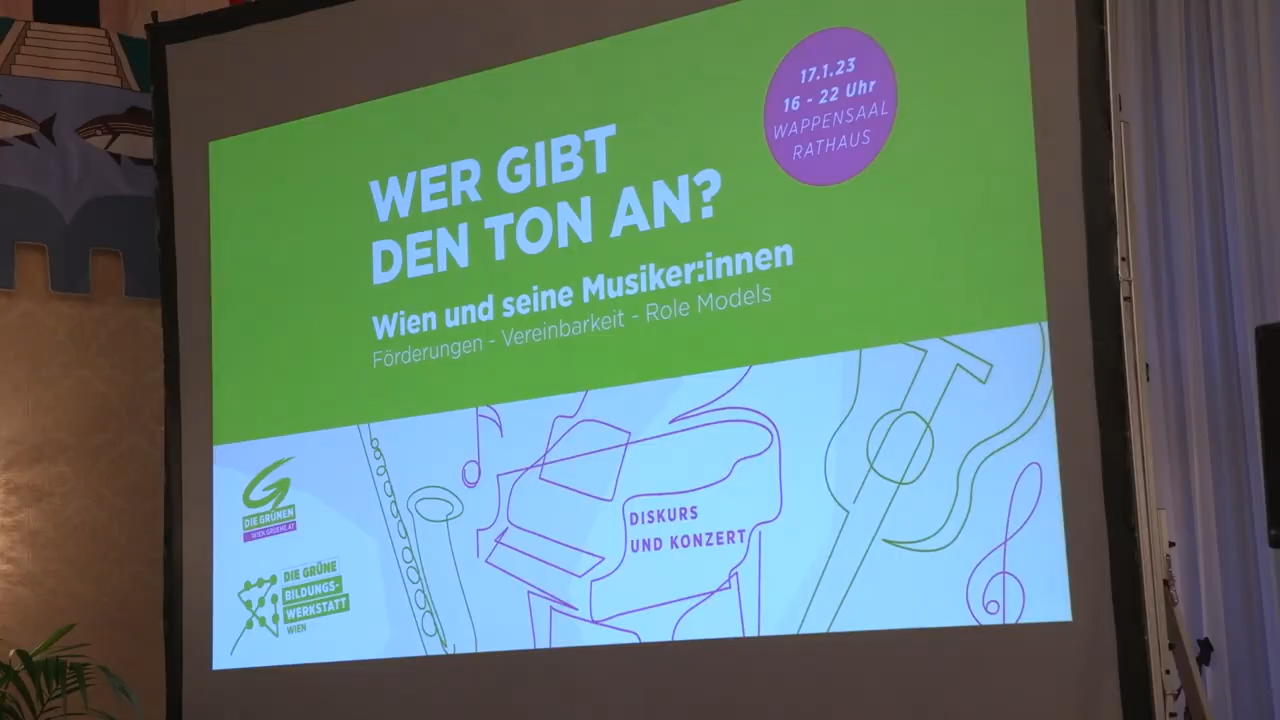 17.1.23
16 - 22 Uhr
WAPPENSAAL
RATHAUS
WER GIBT
DEN TON AN?
Wien und seine Musiker:innen
Förderungen - Vereinbarkeit - Role Models
DISKURS
UND KONZERT
DIE GRÜNEN
WIEN.GRUENE.AT
DIE GRÜNE
BILDUNGS-
WERKSTATT
WIEN